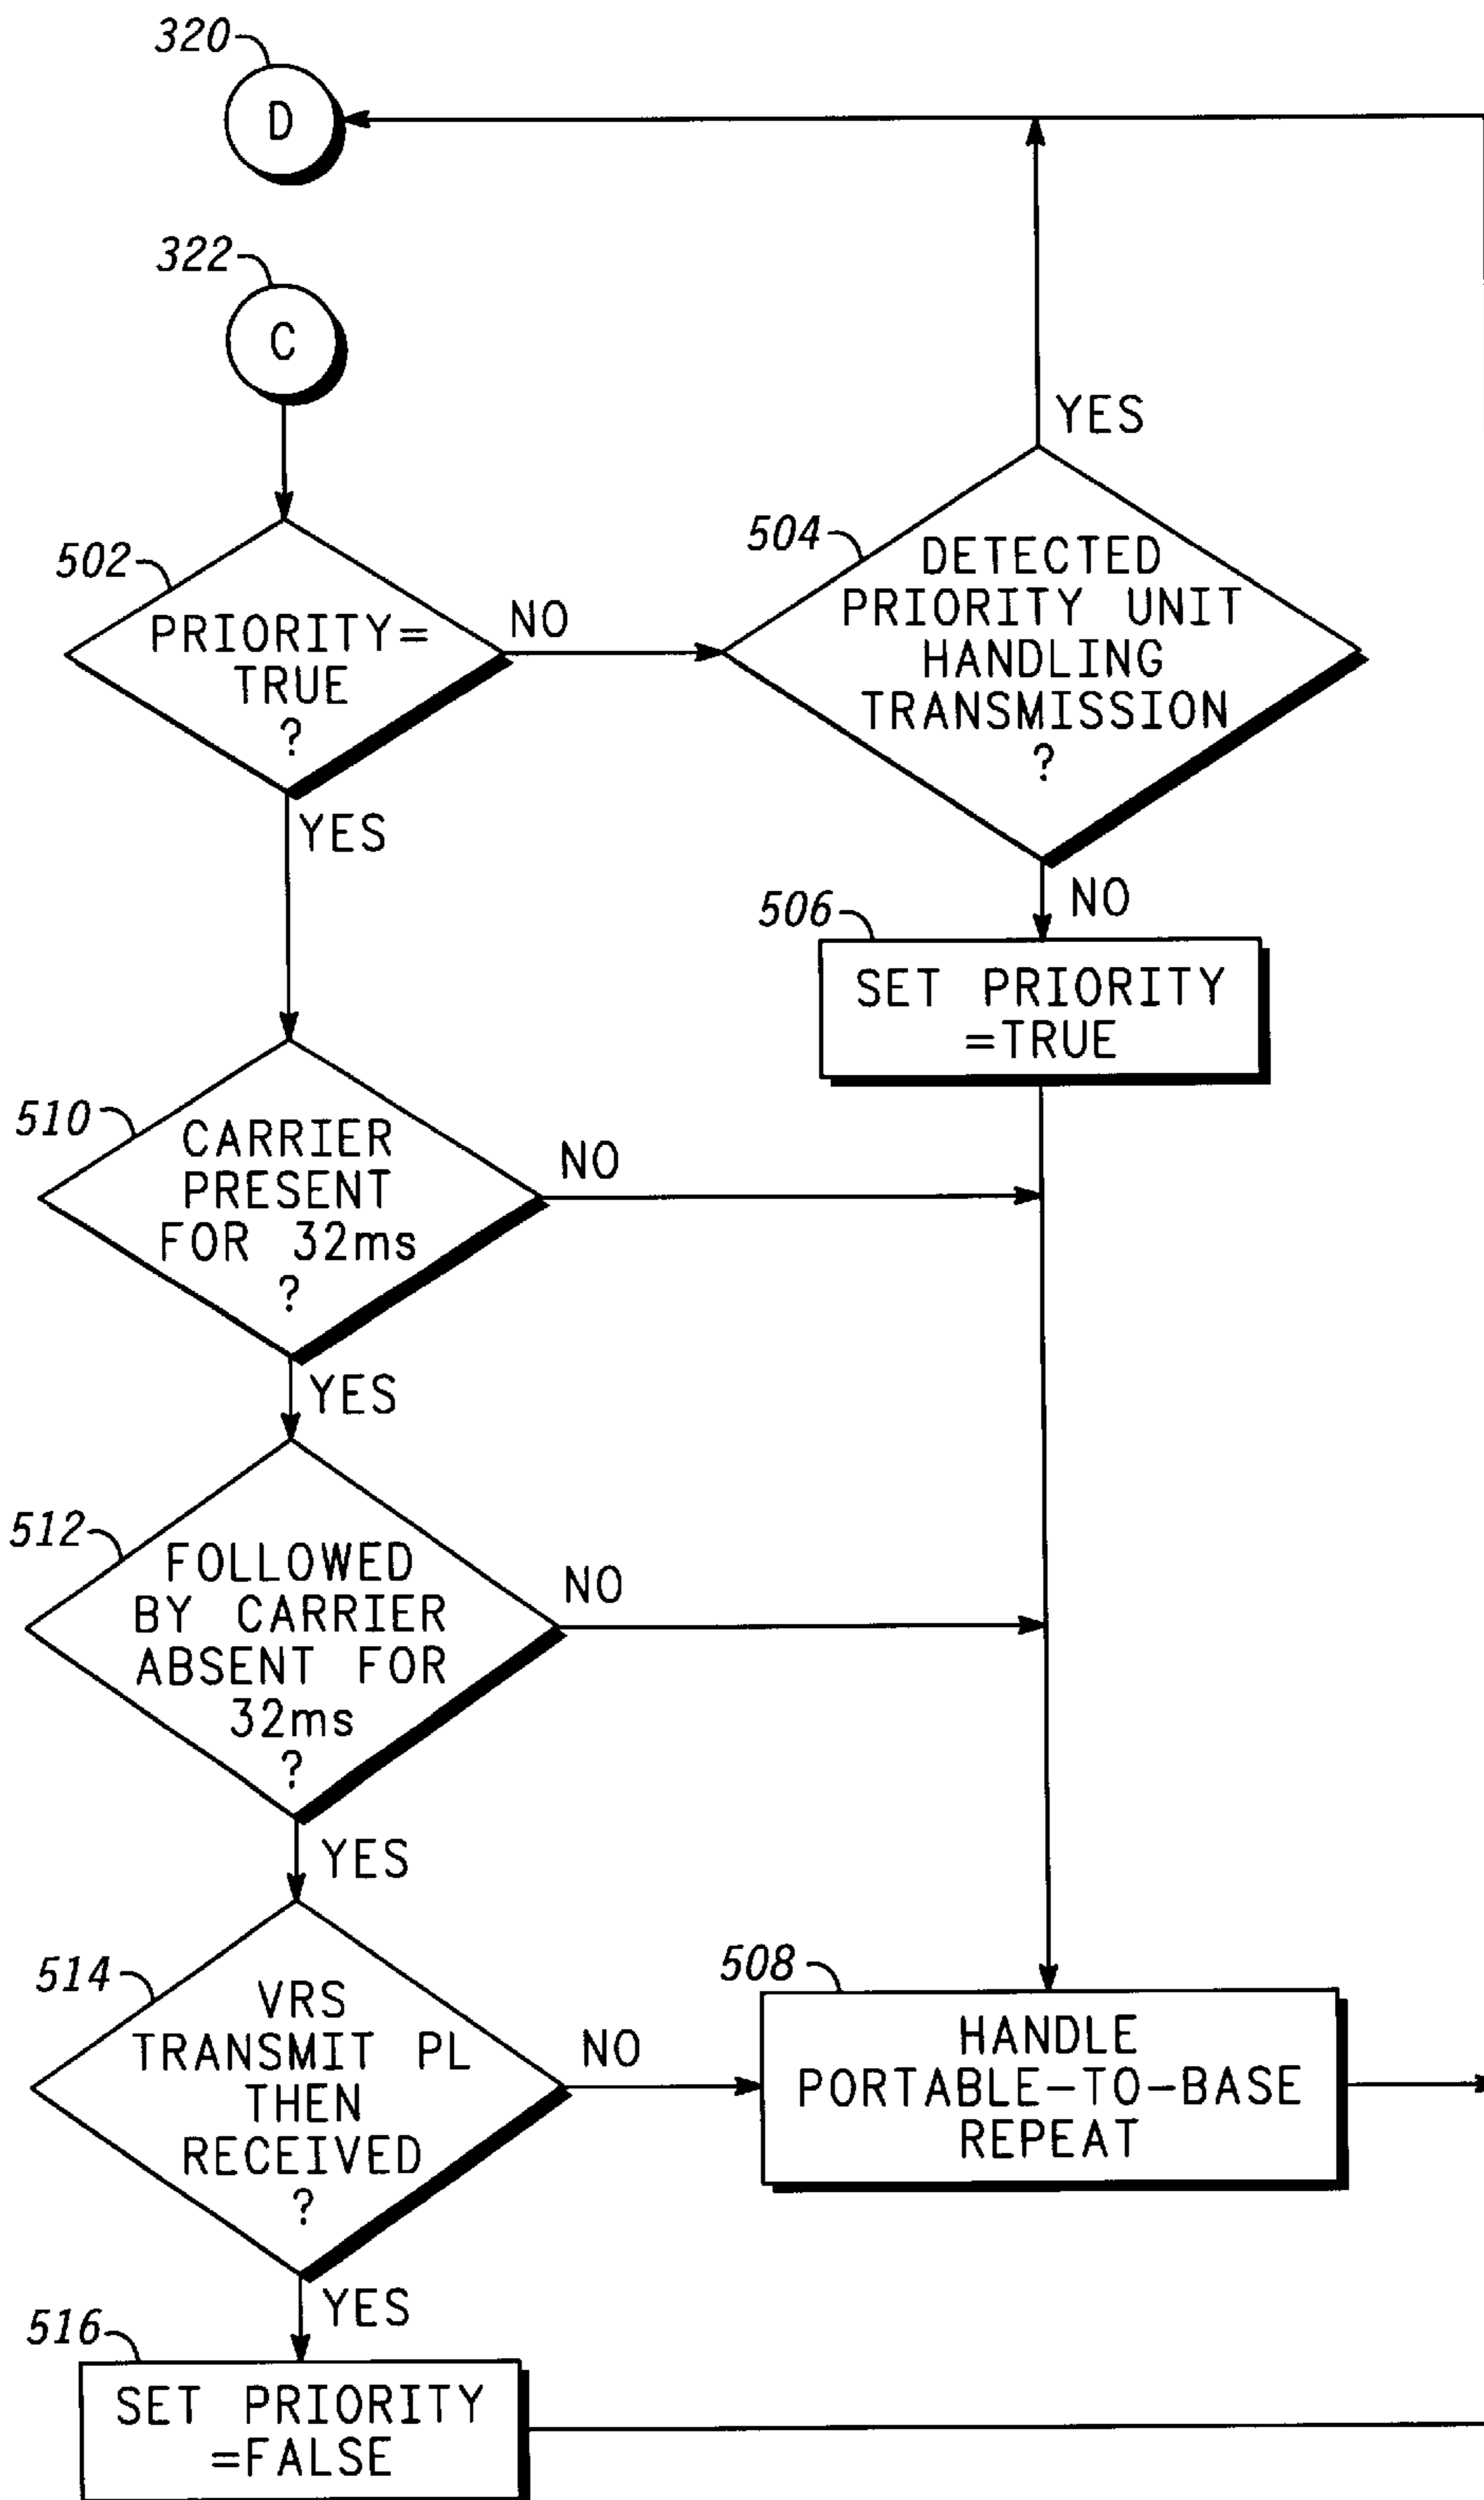 320
D
322
C
YES
502
PRIORITY=
TRUE
?
NO
504
DETECTED
PRIORITY UNIT
HANDLING
TRANSMISSION
?
YES
NO
506
SET PRIORITY
=TRUE
510
CARRIER
PRESENT
FOR 32ms
?
NO
YES
512
FOLLOWED
BY CARRIER
ABSENT FOR
32ms
?
NO
YES
514
VRS
TRANSMIT PL
THEN
RECEIVED
?
NO
508
HANDLE
PORTABLE-TO-BASE
REPEAT
YES
516
SET PRIORITY
=FALSE